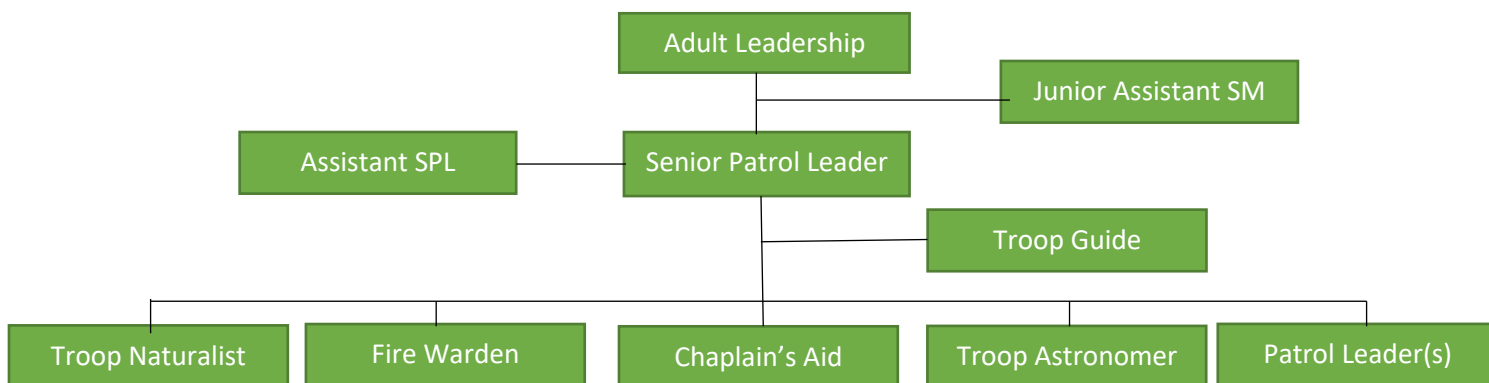 Adult Leadership
Junior Assistant SM
Assistant SPL
Senior Patrol Leader
Troop Guide
Troop Naturalist
Fire Warden
Chaplain’s Aid
Troop Astronomer
Patrol Leader(s)